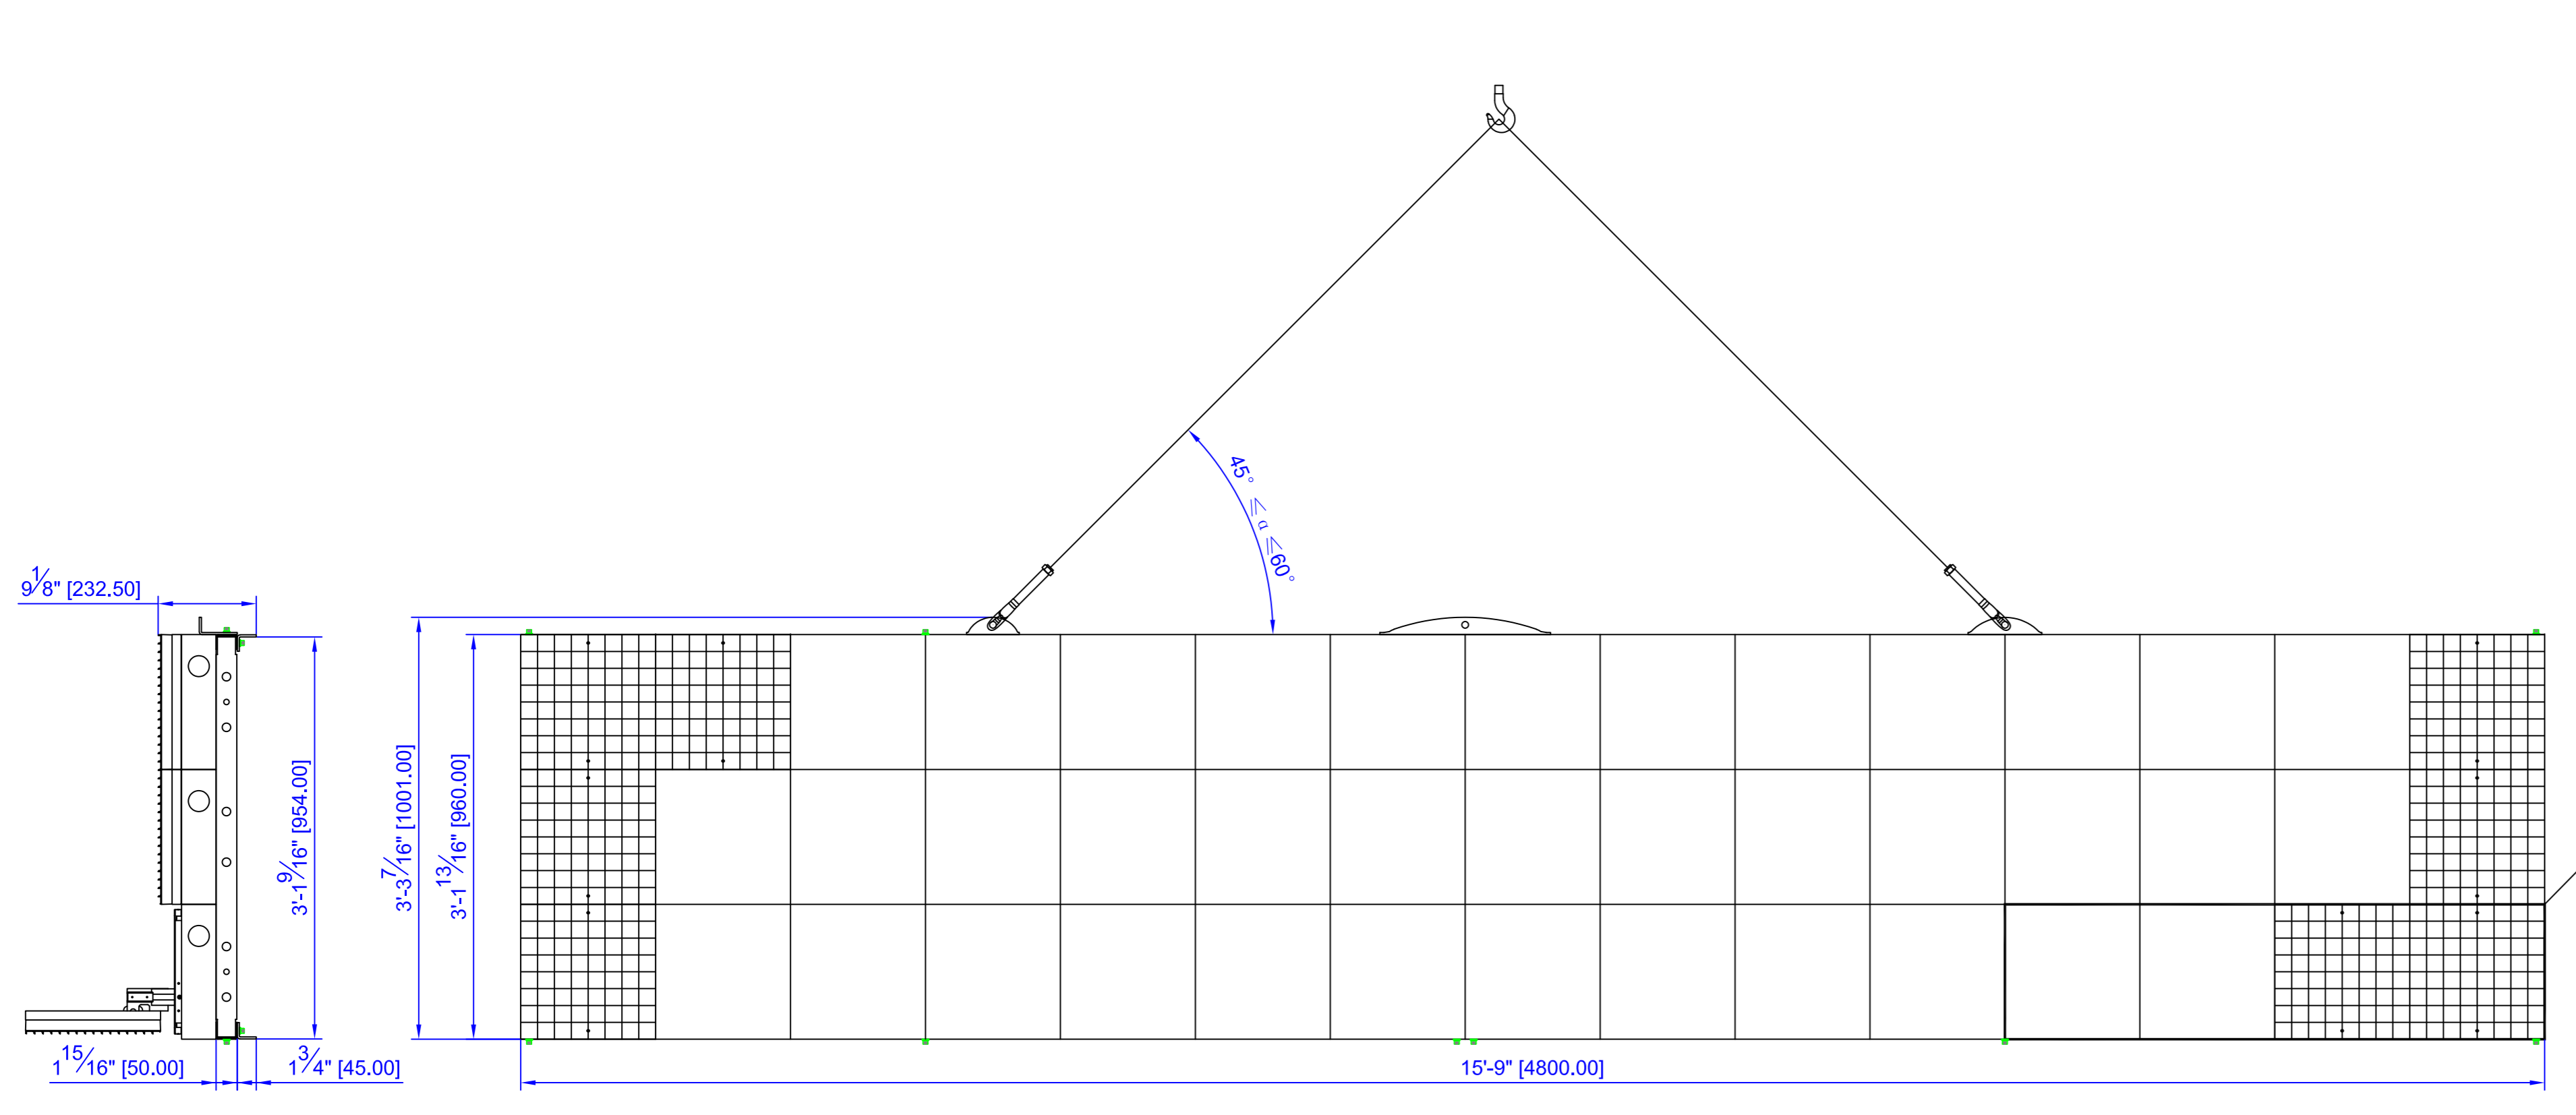 45° ≤ α ≤60°
9 1/8" [232.50]
3'-1 9/16" [954.00]
3'-3 7/16" [1001.00]
3'-1 13/16" [960.00]
1 15/16" [50.00]
1 3/4" [45.00]
15'-9" [4800.00]